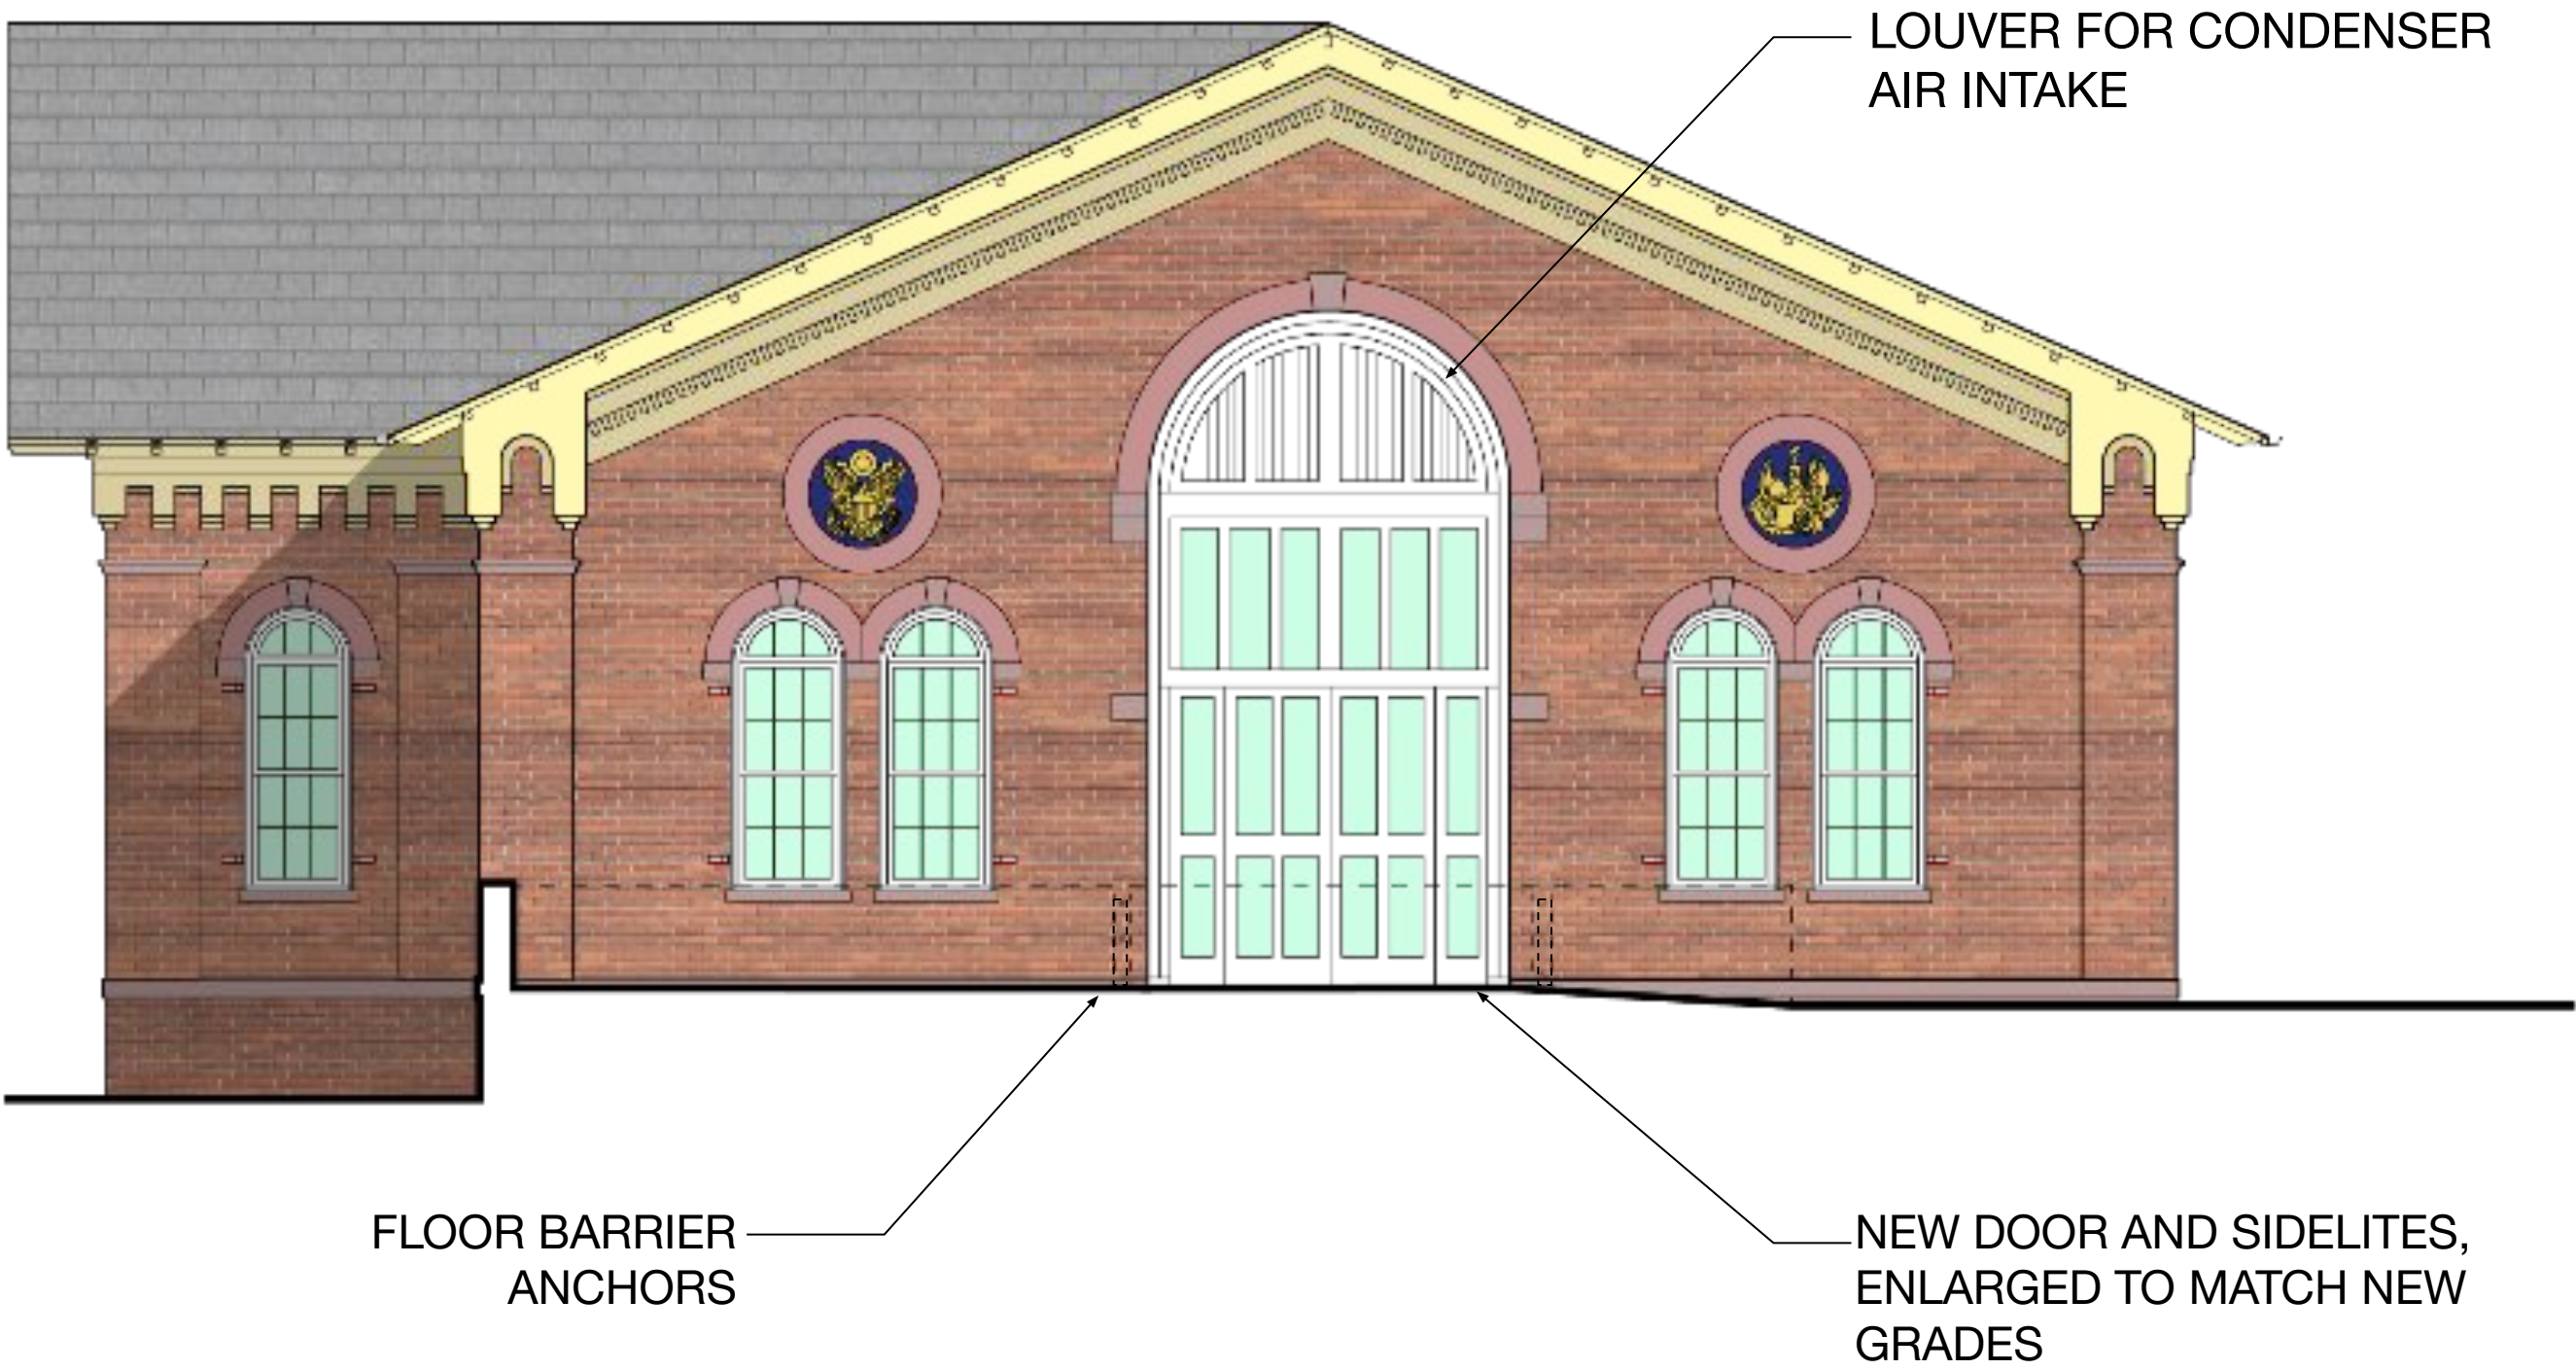 LOUVER FOR CONDENSER
AIR INTAKE
FLOOR BARRIER
ANCHORS
NEW DOOR AND SIDELITES,
ENLARGED TO MATCH NEW
GRADES